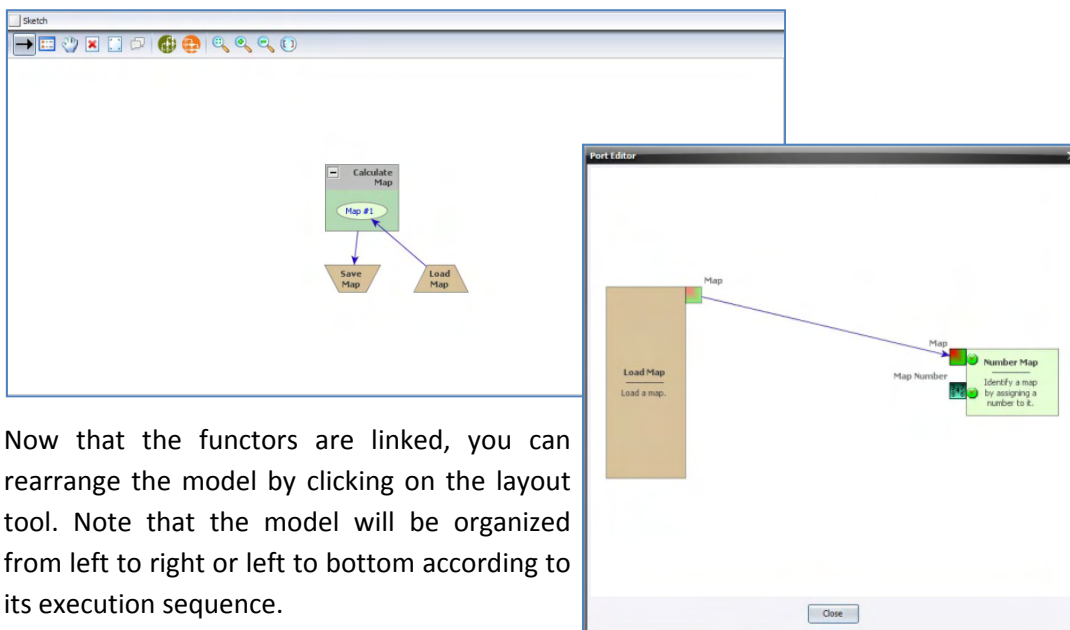 Sketch
Calculate
Map
Map #1
Save
Map
Load
Map
Port Editor
Map
Load Map
Load a map.
Map
Map Number
Number Map
Identify a map
by assigning a
number to it.
Close
Now that the functors are linked, you can
rearrange the model by clicking on the layout
tool. Note that the model will be organized
from left to right or left to bottom according to
its execution sequence.